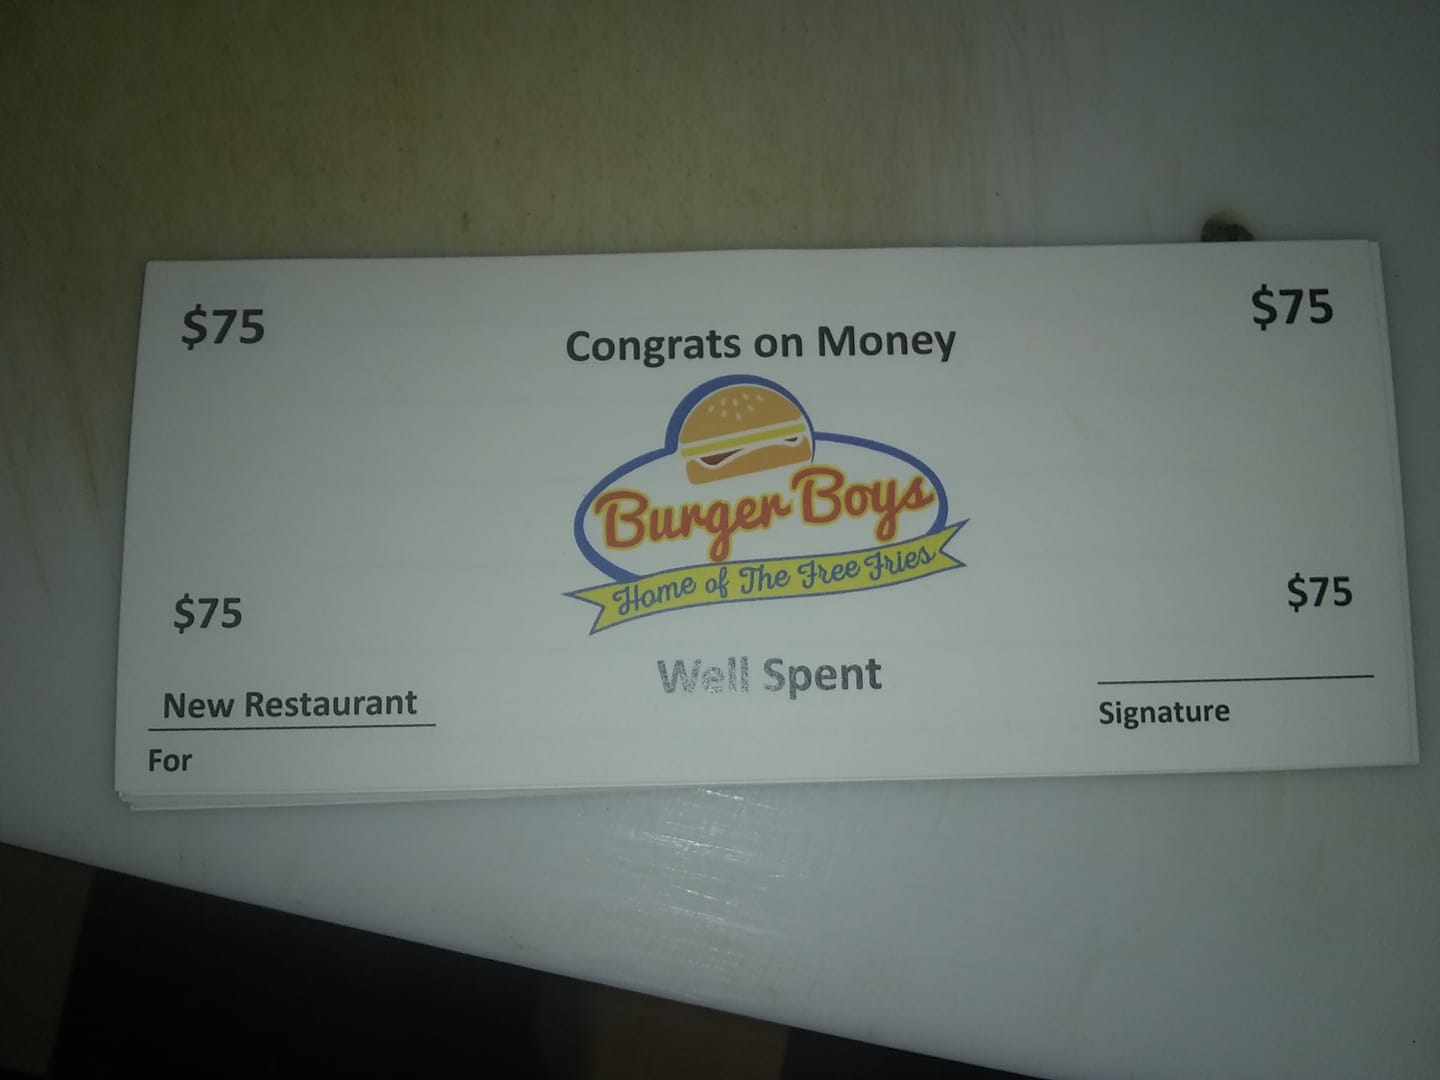 $75
$75
Congrats on Money
Burger Boys
Home of The Free Fries
$75
$75
Well Spent
New Restaurant
For
Signature